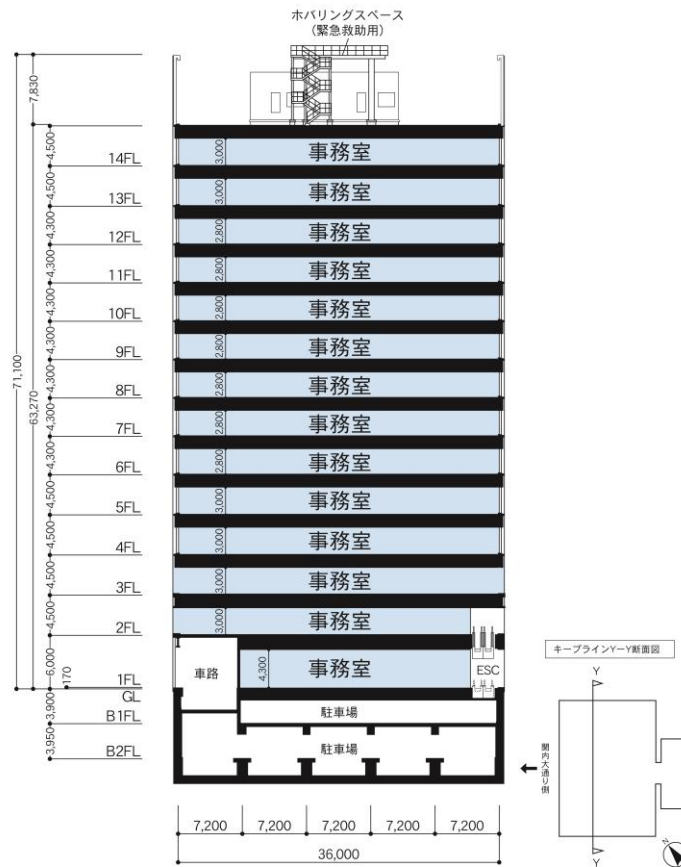 ホバリングスペース
(緊急救助用)
71,100
7,830
63,270
4,500
14FL
3,000
事務室
4,500
13FL
3,000
事務室
4,300
12FL
2,800
事務室
4,300
11FL
2,800
事務室
4,300
10FL
2,800
事務室
4,300
9FL
2,800
事務室
4,300
8FL
2,800
事務室
4,300
7FL
2,800
事務室
4,300
6FL
2,800
事務室
4,500
5FL
3,000
事務室
4,500
4FL
3,000
事務室
4,500
3FL
3,000
事務室
4,500
2FL
3,000
事務室
6,000
170
1FL
車路
4,300
事務室
ESC
GL
3,900
B1FL
駐車場
3,950
B2FL
駐車場
7,200 7,200 7,200 7,200 7,200
36,000
キープラインY－Y断面図
Y
関内大通り側
Y
N